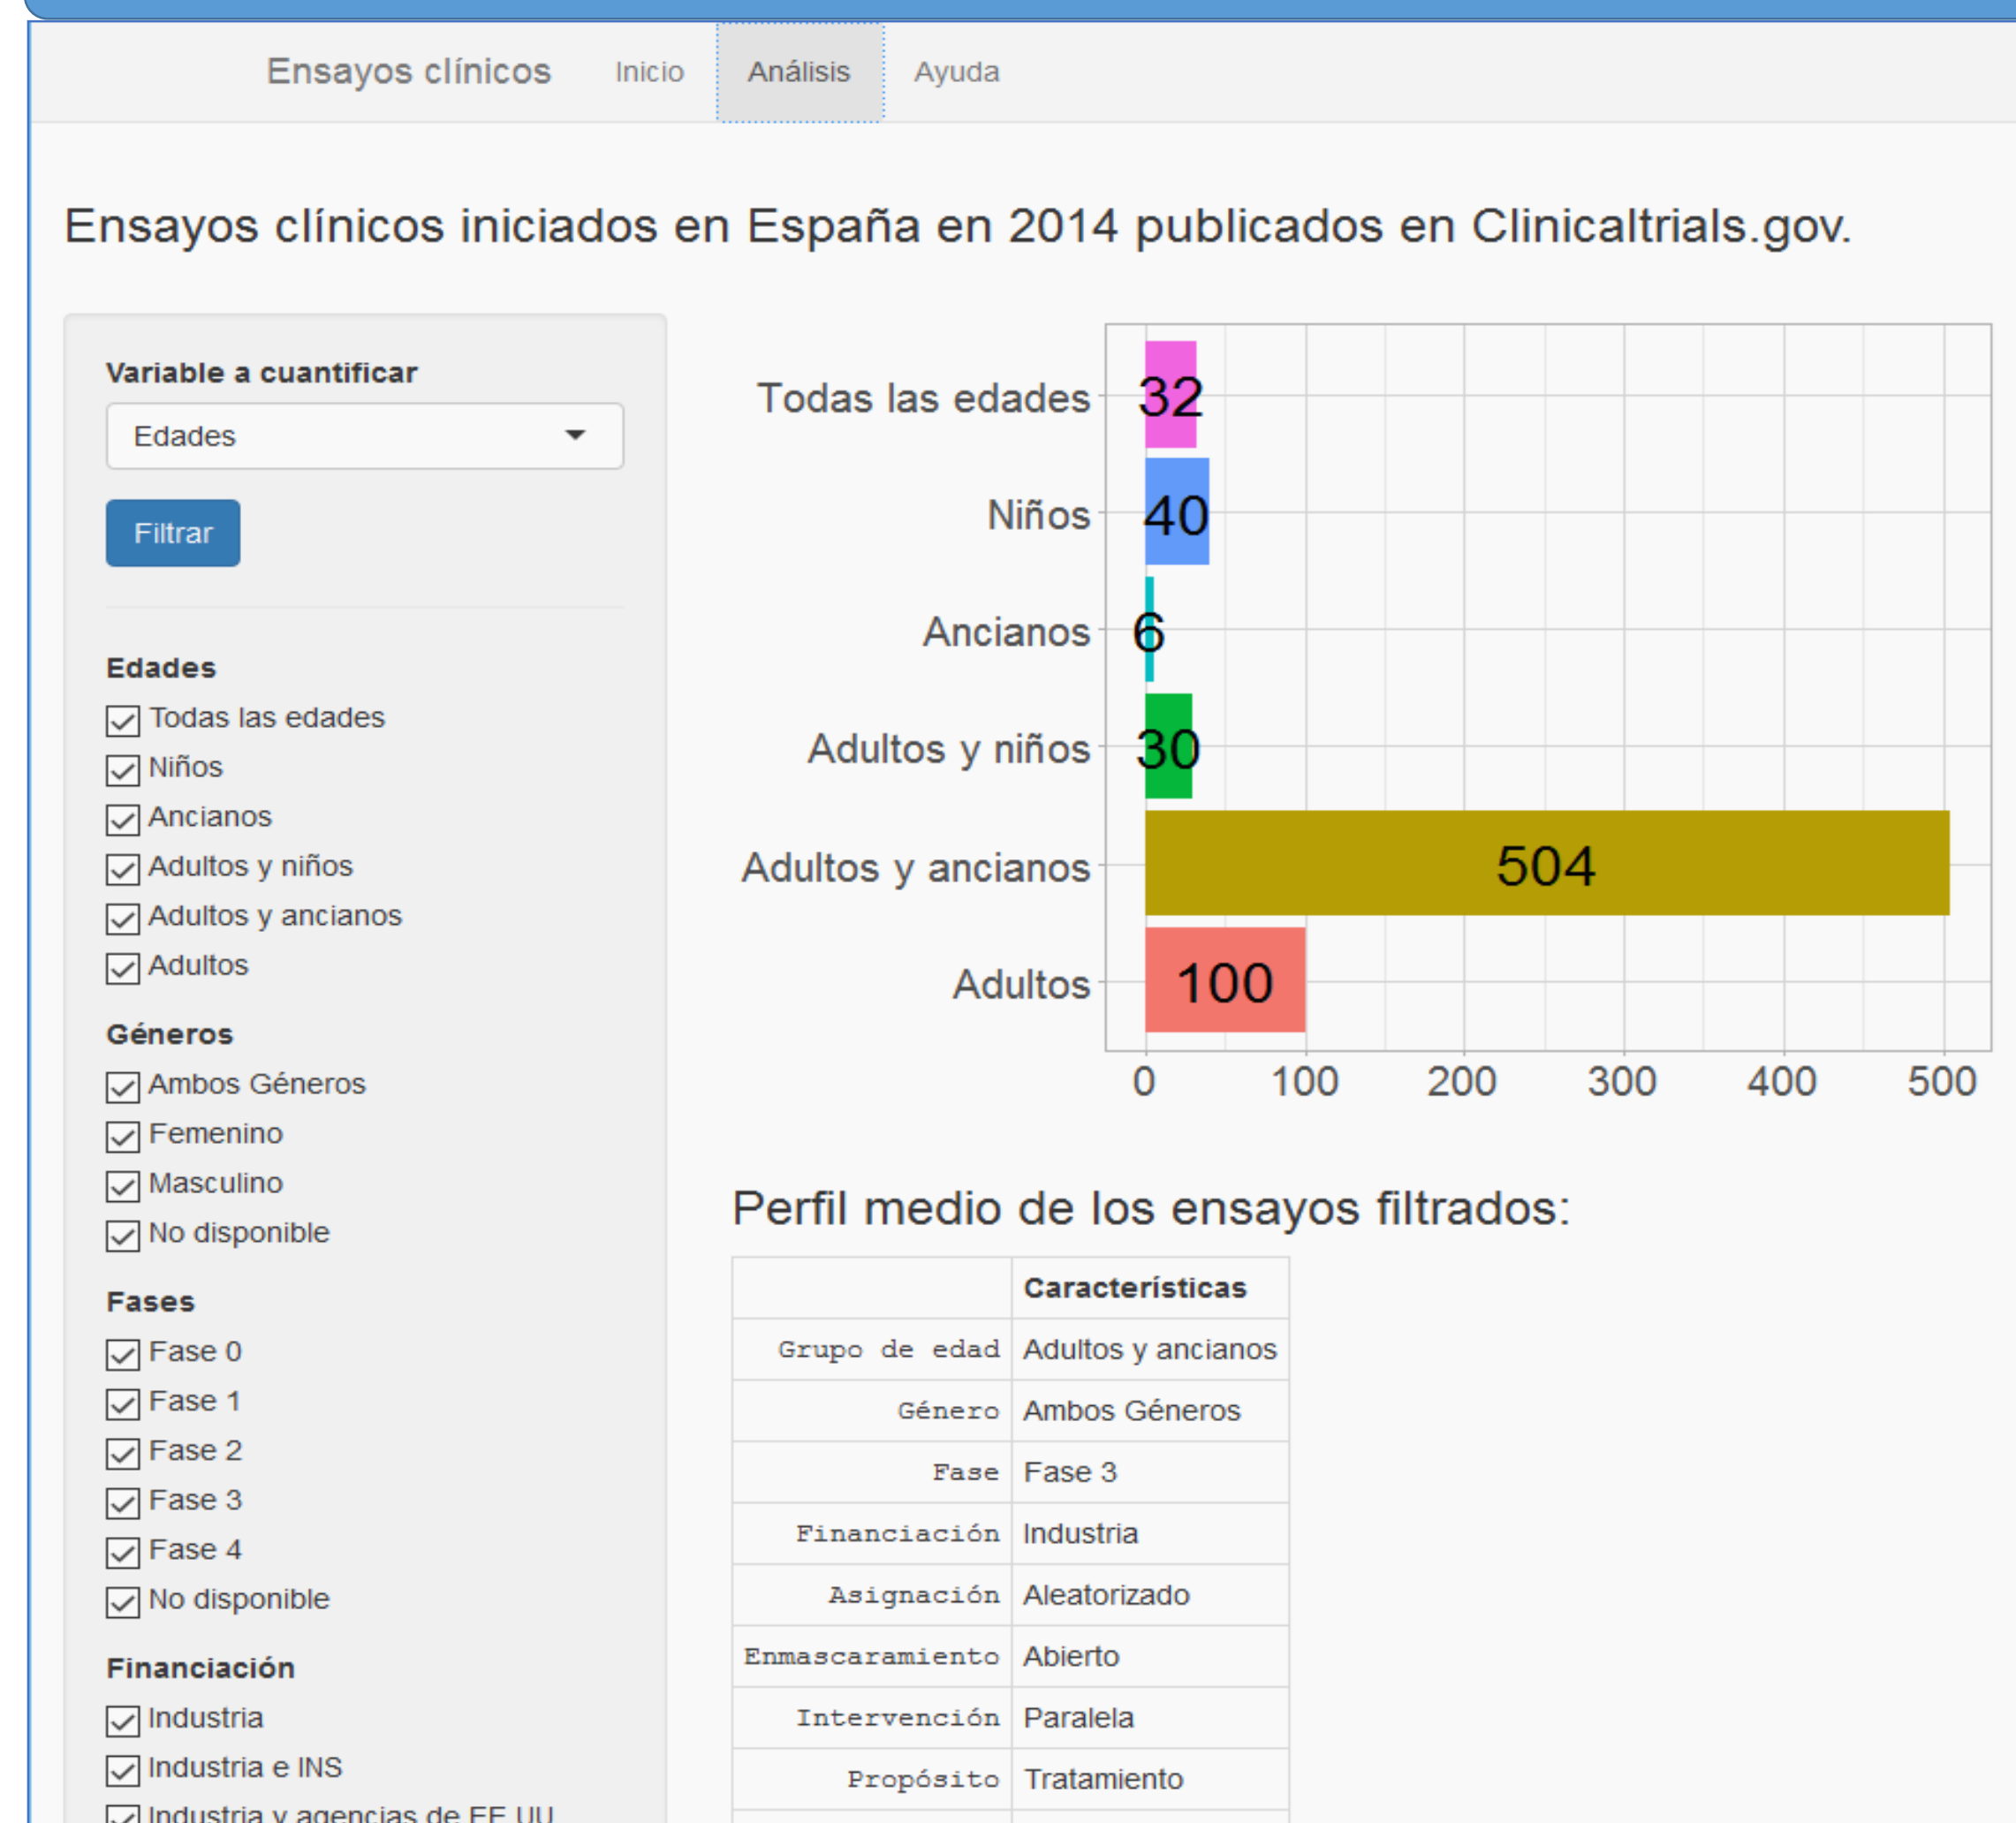 Ensayos clínicos Inicio Análisis Ayuda
Ensayos clínicos iniciados en España en 2014 publicados en Clinicaltrials.gov.
Variable a cuantificar
Edades
Filtrar
Edades
Todas las edades
Niños
Ancianos
Adultos y niños
Adultos y ancianos
Adultos
Géneros
Ambos Géneros
Femenino
Masculino
No disponible
Fases
Fase 0
Fase 1
Fase 2
Fase 3
Fase 4
No disponible
Financiación
Industria
Industria e INS
Industria y agencias de EE.UU
Todas las edades 32
Niños 40
Ancianos 6
Adultos y niños 30
Adultos y ancianos 504
Adultos 100
0 100 200 300 400 500
Perfil medio de los ensayos filtrados:
Características
Grupo de edad Adultos y ancianos
Género Ambos Géneros
Fase Fase 3
Financiación Industria
Asignación Aleatorizado
Enmascaramiento Abierto
Intervención Paralela
Propósito Tratamiento